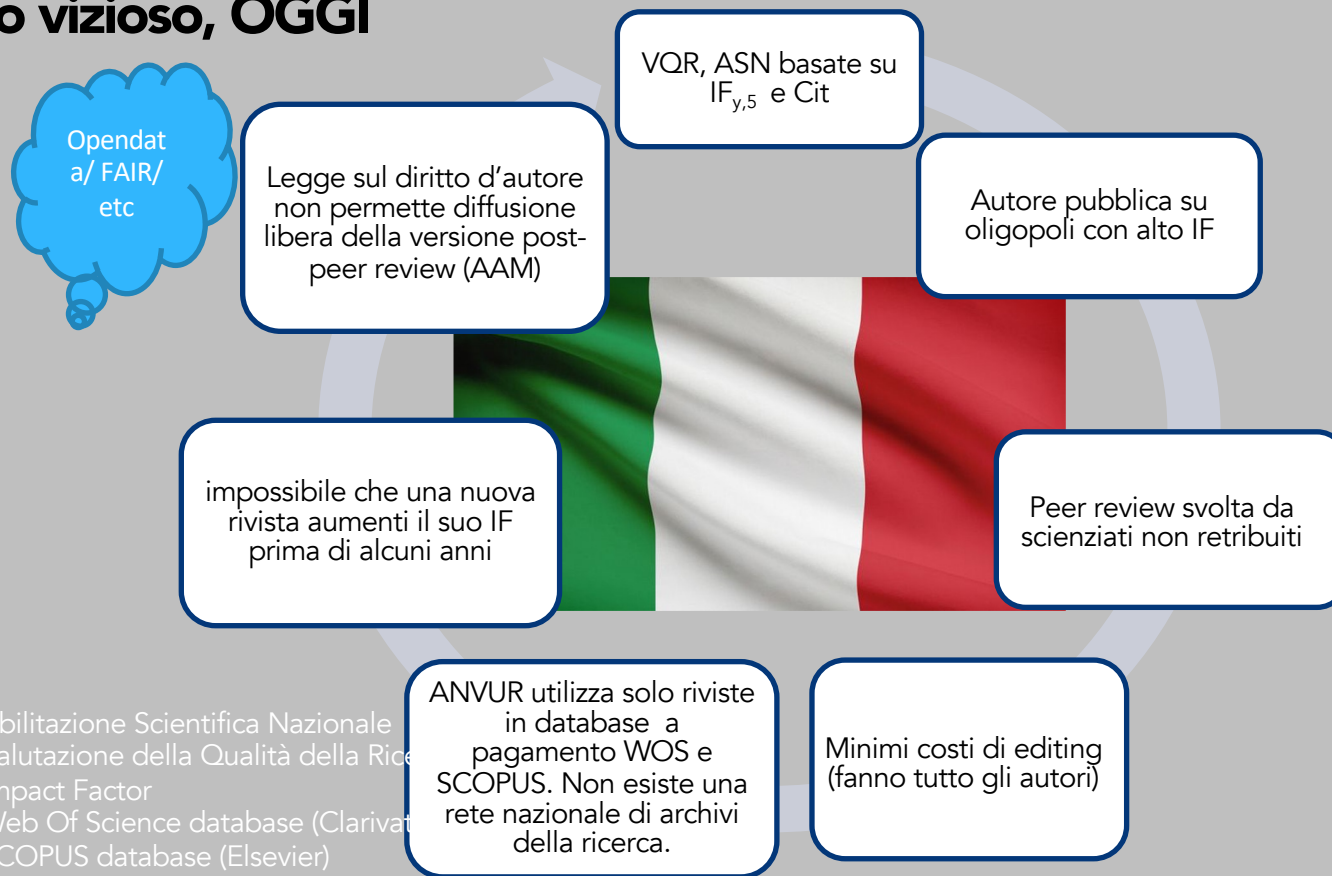 o vizioso, OGGI
Opendat
a/ FAIR/
etc
VQR, ASN basate su
IFy,5 e Cit
Autore pubblica su
oligopoli con alto IF
Peer review svolta da
scienziati non retribuiti
Minimi costi di editing
(fanno tutto gli autori)
ANVUR utilizza solo riviste
in database a
pagamento WOS e
SCOPUS. Non esiste una
rete nazionale di archivi
della ricerca.
impossibile che una nuova
rivista aumenti il suo IF
prima di alcuni anni
Legge sul diritto d’autore
non permette diffusione
libera della versione post-
peer review (AAM)
bilitazione Scientifica Nazionale
alutazione della Qualità della Rice
mpact Factor
Web Of Science database (Clarivat
COPUS database (Elsevier)